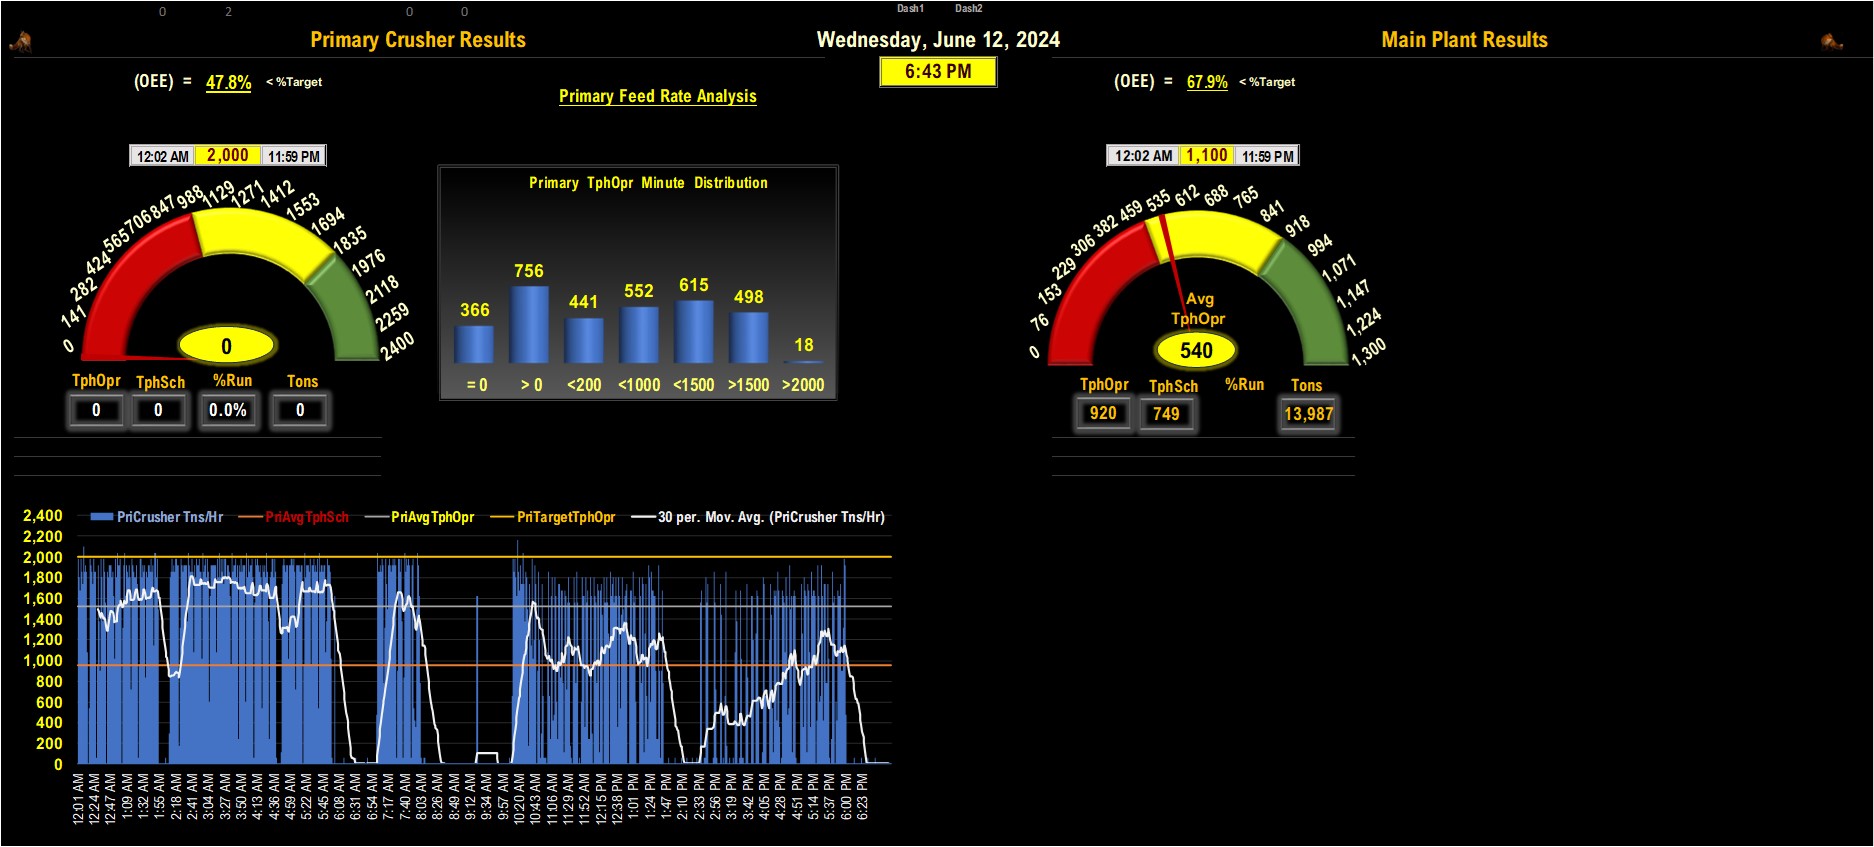 0 2 0 0 Dash1 Dash2
Primary Crusher Results
Wednesday, June 12, 2024
Main Plant Results
6:43 PM
(OEE) = 47.8% < %Target
Primary Feed Rate Analysis
(OEE) = 67.9% < %Target
12:02 AM 2,000 11:59 PM
0
141
282
424
565
706
847
988
1129
1271
1412
1553
1694
1835
1976
2118
2259
2400
0
TphOpr TphSch %Run Tons
0 0 0.0% 0
Primary TphOpr Minute Distribution
366 756 441 552 615 498 18
= 0 > 0 <200 <1000 <1500 >1500 >2000
12:02 AM 1,100 11:59 PM
0
76
153
229
306
382
459
535
612
688
765
841
918
994
1,071
1,147
1,224
1,300
Avg
TphOpr
540
TphOpr TphSch %Run Tons
920 749 13,987
PriCrusher Tns/Hr PriAvgTphSch PriAvgTphOpr PriTargetTphOpr 30 per. Mov. Avg. (PriCrusher Tns/Hr)
2,400
2,200
2,000
1,800
1,600
1,400
1,200
1,000
800
600
400
200
0
12:01 AM
12:24 AM
12:47 AM
1:09 AM
1:32 AM
1:55 AM
2:18 AM
2:41 AM
3:04 AM
3:27 AM
3:50 AM
4:13 AM
4:36 AM
4:59 AM
5:22 AM
5:45 AM
6:08 AM
6:31 AM
6:54 AM
7:17 AM
7:40 AM
8:03 AM
8:26 AM
8:49 AM
9:12 AM
9:34 AM
9:57 AM
10:20 AM
10:43 AM
11:06 AM
11:29 AM
11:52 AM
12:15 PM
12:38 PM
1:01 PM
1:24 PM
1:47 PM
2:10 PM
2:33 PM
2:56 PM
3:19 PM
3:42 PM
4:05 PM
4:28 PM
4:51 PM
5:14 PM
5:37 PM
6:00 PM
6:23 PM